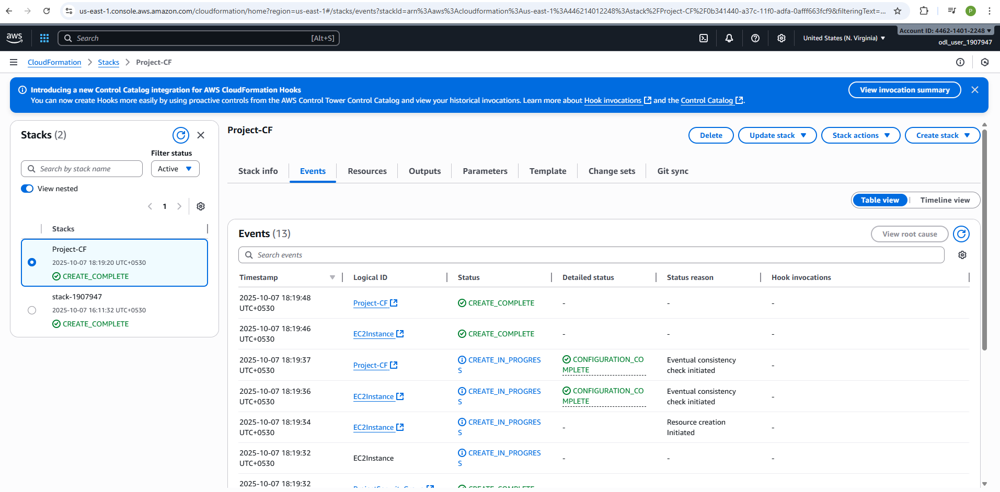 us-east-1.console.aws.amazon.com/cloudformation/home?region=us-east-1#/stacks/events?stackId=arn%3Aaws%3Acloudformation%3Aus-east-1%3A446214012248%3Astack%2FProject-CF%2F0b341440-a37c-11f0-adfa-0afff663fcf9&filteringText=...
P
aws
Search
[Alt+S]
United States (N. Virginia)
Account ID: 4462-1401-2248
odl_user_1907947
CloudFormation
Stacks
Project-CF
Introducing a new Control Catalog integration for AWS CloudFormation Hooks
You can now create Hooks more easily by using proactive controls from the AWS Control Tower Control Catalog and view your historical invocations. Learn more about Hook invocations and the Control Catalog.
View invocation summary
Stacks (2)
Filter status
Search by stack name
Active
View nested
1
Stacks
Project-CF
2025-10-07 18:19:20 UTC+0530
CREATE_COMPLETE
stack-1907947
2025-10-07 16:11:32 UTC+0530
CREATE_COMPLETE
Project-CF
Delete
Update stack
Stack actions
Create stack
Stack info
Events
Resources
Outputs
Parameters
Template
Change sets
Git sync
Table view
Timeline view
Events (13)
View root cause
Search events
Timestamp
Logical ID
Status
Detailed status
Status reason
Hook invocations
2025-10-07 18:19:48
UTC+0530
Project-CF
CREATE_COMPLETE
-
-
-
2025-10-07 18:19:46
UTC+0530
EC2Instance
CREATE_COMPLETE
-
-
-
2025-10-07 18:19:37
UTC+0530
Project-CF
CREATE_IN_PROGRES
S
CONFIGURATION_CO
MPLETE
Eventual consistency
check initiated
-
2025-10-07 18:19:36
UTC+0530
EC2Instance
CREATE_IN_PROGRES
S
CONFIGURATION_CO
MPLETE
Eventual consistency
check initiated
-
2025-10-07 18:19:34
UTC+0530
EC2Instance
CREATE_IN_PROGRES
S
-
Resource creation
Initiated
-
2025-10-07 18:19:32
UTC+0530
EC2Instance
CREATE_IN_PROGRES
S
-
-
-
2025-10-07 18:19:32